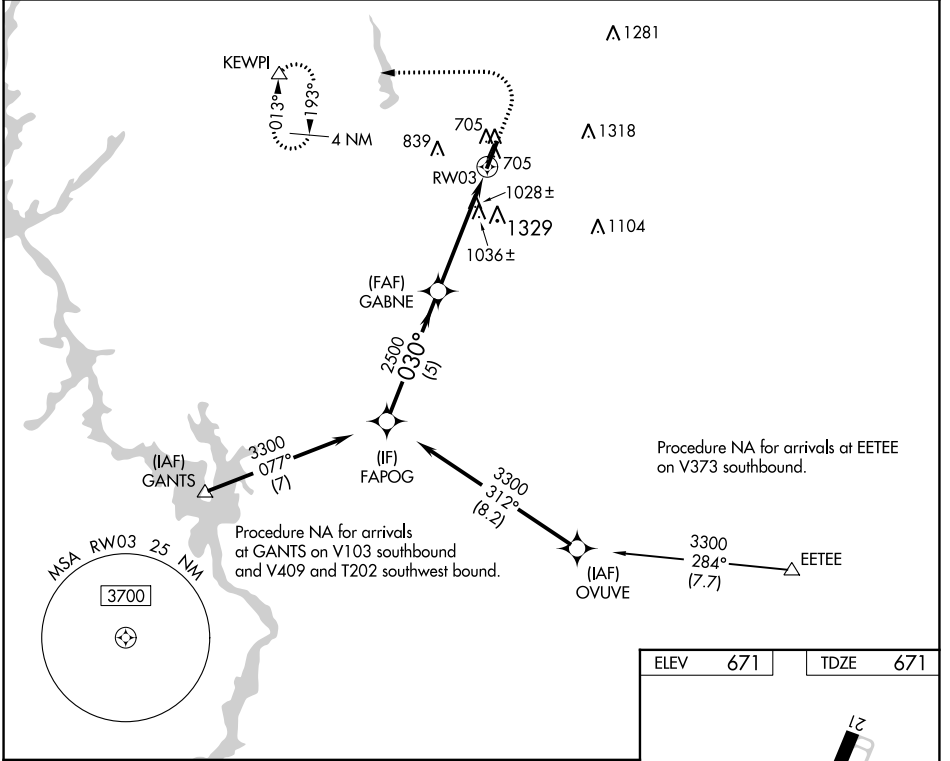 1281
KEWPI
013°
193°
4 NM
839
705
1318
705
RW03
1028±
1329
1104
1036±
(FAF)
GABNE
2500
030°
(5)
3300
077°
(7)
(IAF)
GANTS
(IF)
FAPOG
3300
312°
(8.2)
Procedure NA for arrivals at EETEE
on V373 southbound.
Procedure NA for arrivals
at GANTS on V103 southbound
and V409 and T202 southwest bound.
3300
284°
(7.7)
EETEE
(IAF)
OVUVE
MSA RW03 25 NM
3700
ELEV 671
TDZE 671
21